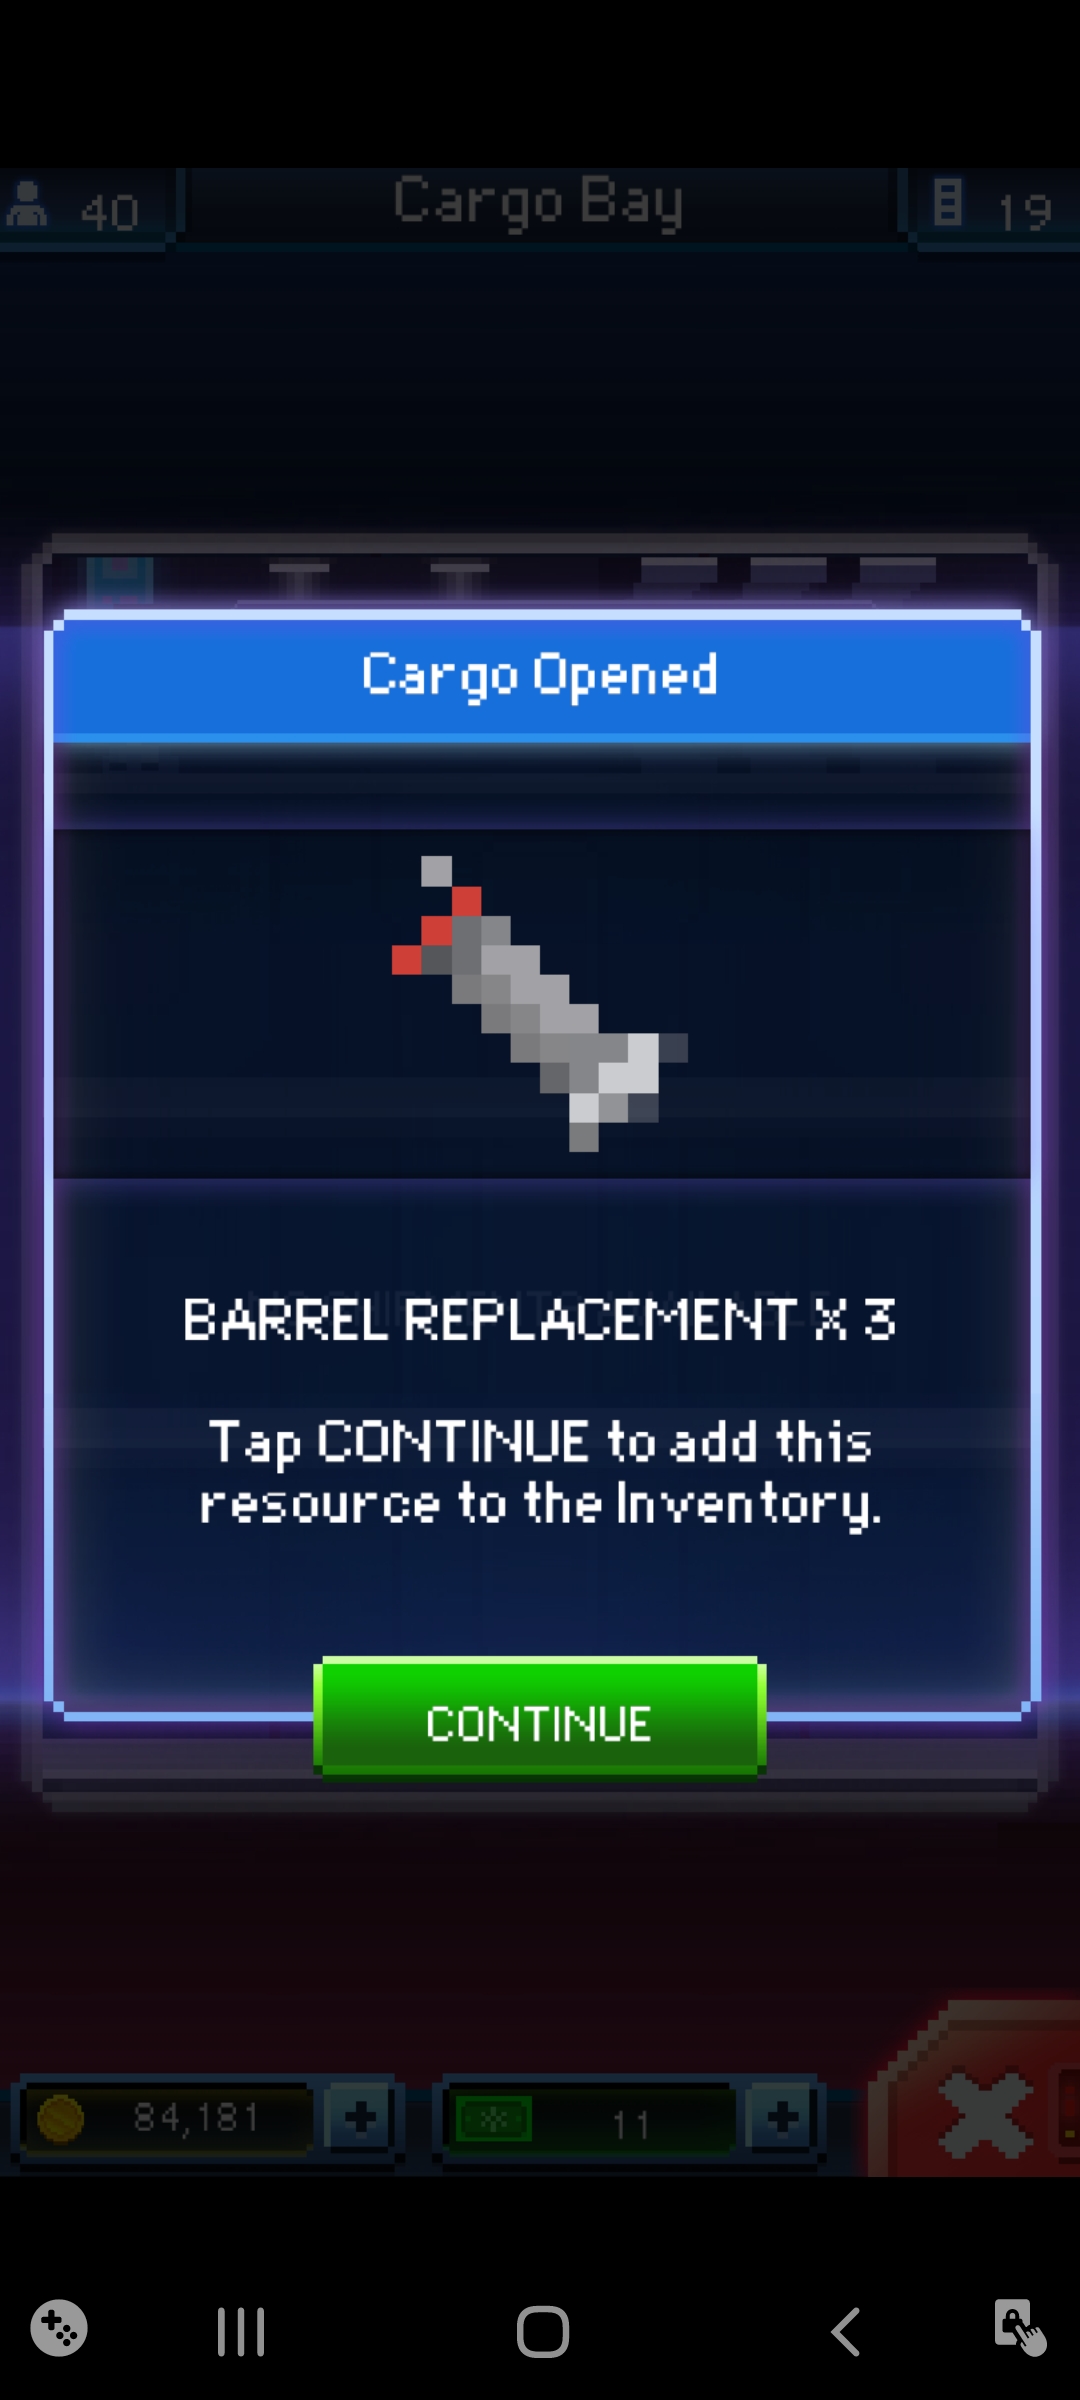 40
Cargo Bay
19
Cargo Opened
BARREL REPLACEMENT X 3
Tap CONTINUE to add this
resource to the Inventory.
CONTINUE
84,181
11